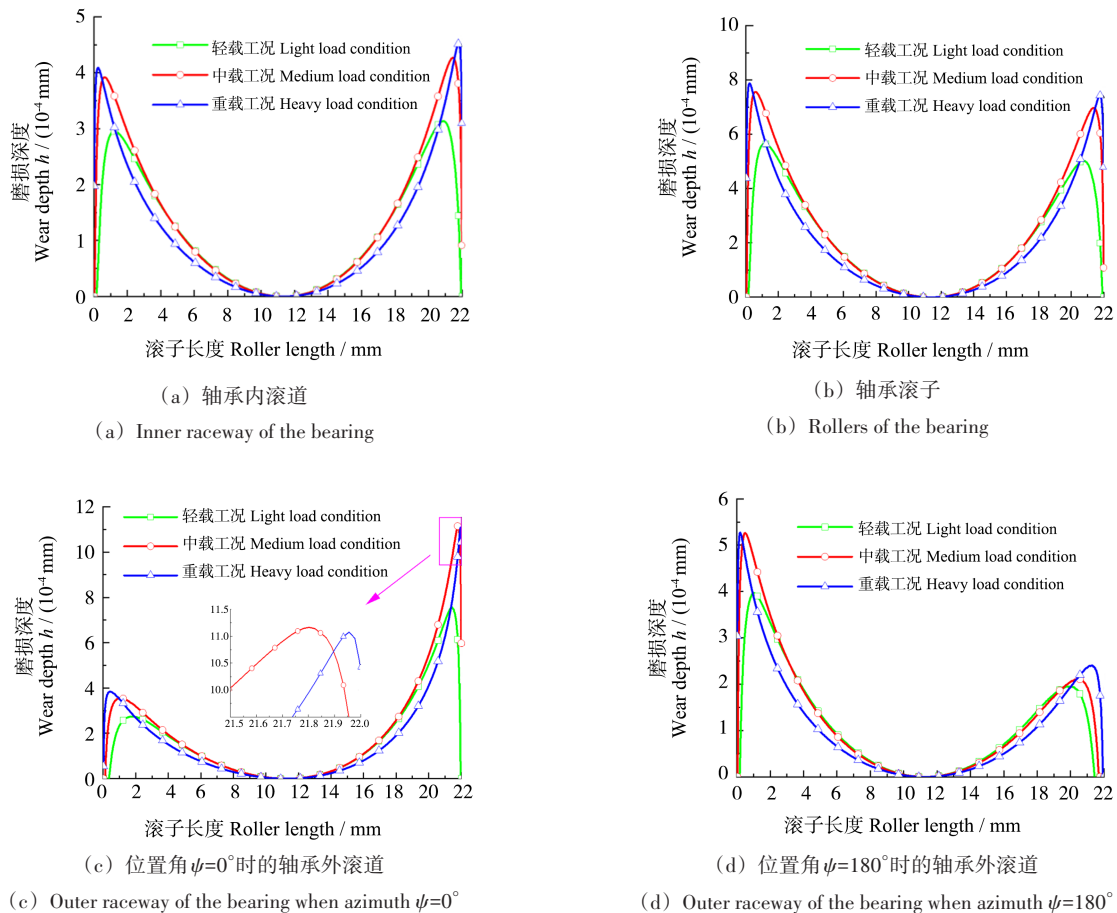 轻载工况 Light load condition
中载工况 Medium load condition
重载工况 Heavy load condition
磨损深度
Wear depth h / (10⁻⁴ mm)
5
4
3
2
1
0
0 2 4 6 8 10 12 14 16 18 20 22
滚子长度 Roller length / mm
(a) 轴承内滚道
(a) Inner raceway of the bearing
轻载工况 Light load condition
中载工况 Medium load condition
重载工况 Heavy load condition
磨损深度
Wear depth h / (10⁻⁴ mm)
10
8
6
4
2
0
0 2 4 6 8 10 12 14 16 18 20 22
滚子长度 Roller length / mm
(b) 轴承滚子
(b) Rollers of the bearing
轻载工况 Light load condition
中载工况 Medium load condition
重载工况 Heavy load condition
磨损深度
Wear depth h / (10⁻⁴ mm)
12
10
8
6
4
2
0
11.5
11.0
10.5
10.0
21.5 21.6 21.7 21.8 21.9 22.0
0 2 4 6 8 10 12 14 16 18 20 22
滚子长度 Roller length / mm
(c) 位置角ψ=0°时的轴承外滚道
(c) Outer raceway of the bearing when azimuth ψ=0°
轻载工况 Light load condition
中载工况 Medium load condition
重载工况 Heavy load condition
磨损深度
Wear depth h / (10⁻⁴ mm)
6
5
4
3
2
1
0
0 2 4 6 8 10 12 14 16 18 20 22
滚子长度 Roller length / mm
(d) 位置角ψ=180°时的轴承外滚道
(d) Outer raceway of the bearing when azimuth ψ=180°